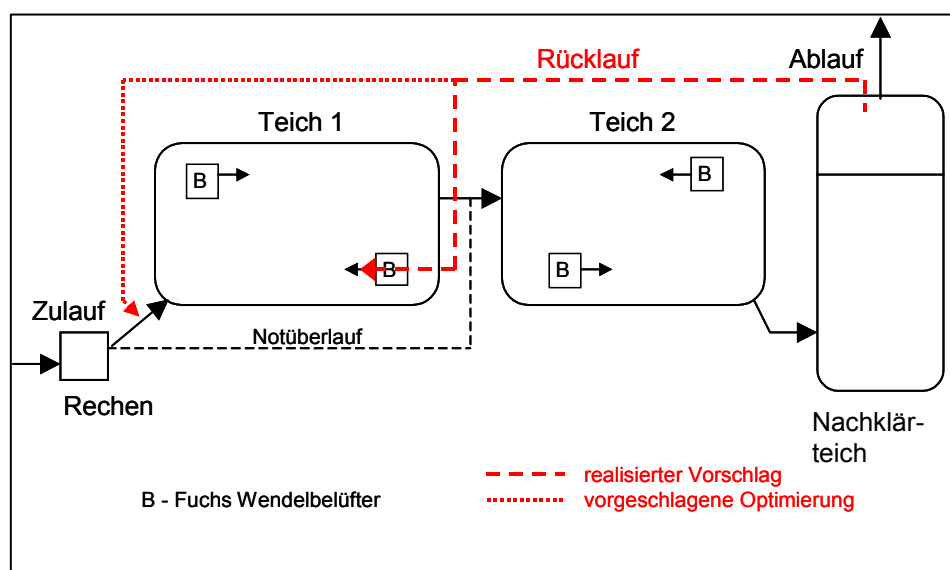 Rücklauf
Ablauf
Teich 1
Teich 2
B
B
B
B
Zulauf
Notüberlauf
Rechen
Nachklär-
teich
realisierter Vorschlag
B - Fuchs Wendelbelüfter
vorgeschlagene Optimierung